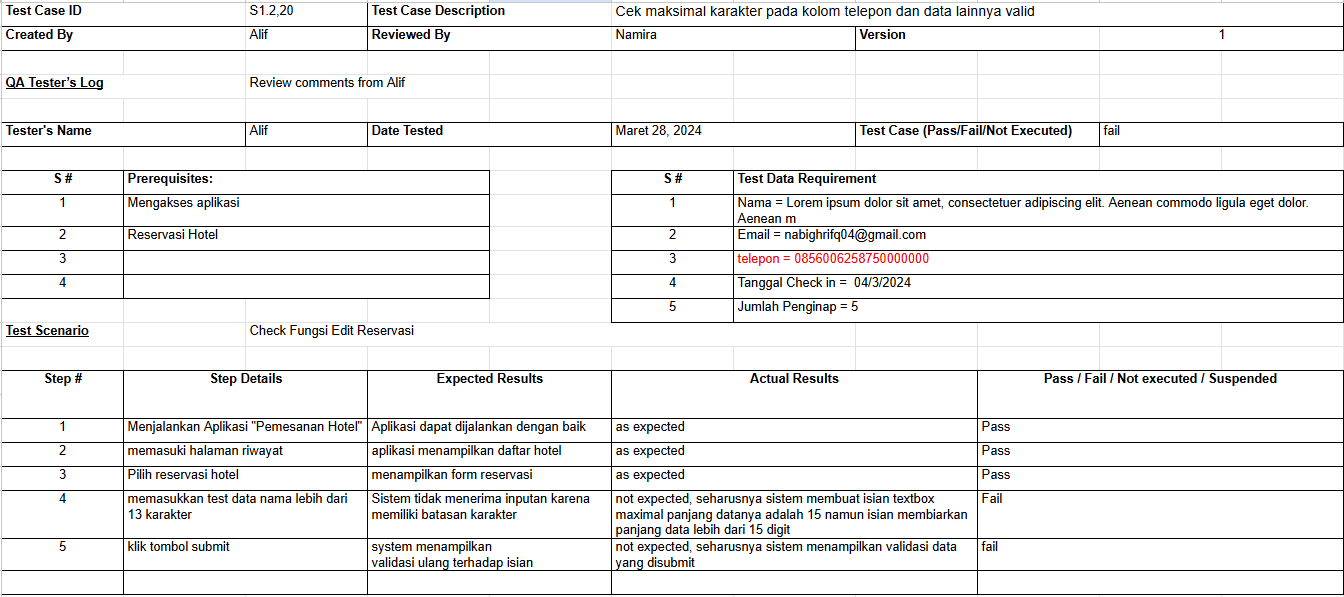 Test Case ID S1.2,20 Test Case Description Cek maksimal karakter pada kolom telepon dan data lainnya valid
Created By Alif Reviewed By Namira Version 1
QA Tester's Log Review comments from Alif
Tester's Name Alif Date Tested Maret 28, 2024 Test Case (Pass/Fail/Not Executed) fail
S # Prerequisites:
1 Mengakses aplikasi
2 Reservasi Hotel
3
4
S # Test Data Requirement
1 Nama = Lorem ipsum dolor sit amet, consectetuer adipiscing elit. Aenean commodo ligula eget dolor.
Aenean m
2 Email = nabighrifq04@gmail.com
3 telepon = 0856006258750000000
4 Tanggal Check in =  04/3/2024
5 Jumlah Penginap = 5
Test Scenario Check Fungsi Edit Reservasi
Step # Step Details Expected Results Actual Results Pass / Fail / Not executed / Suspended
1 Menjalankan Aplikasi "Pemesanan Hotel" Aplikasi dapat dijalankan dengan baik as expected Pass
2 memasuki halaman riwayat aplikasi menampilkan daftar hotel as expected Pass
3 Pilih reservasi hotel menampilkan form reservasi as expected Pass
4 memasukkan test data nama lebih dari
13 karakter
Sistem tidak menerima inputan karena
memiliki batasan karakter
not expected, seharusnya sistem membuat isian textbox
maximal panjang datanya adalah 15 namun isian membiarkan
panjang data lebih dari 15 digit
Fail
5 klik tombol submit
system menampilkan
validasi ulang terhadap isian
not expected, seharusnya sistem menampilkan validasi data
yang disubmit
fail